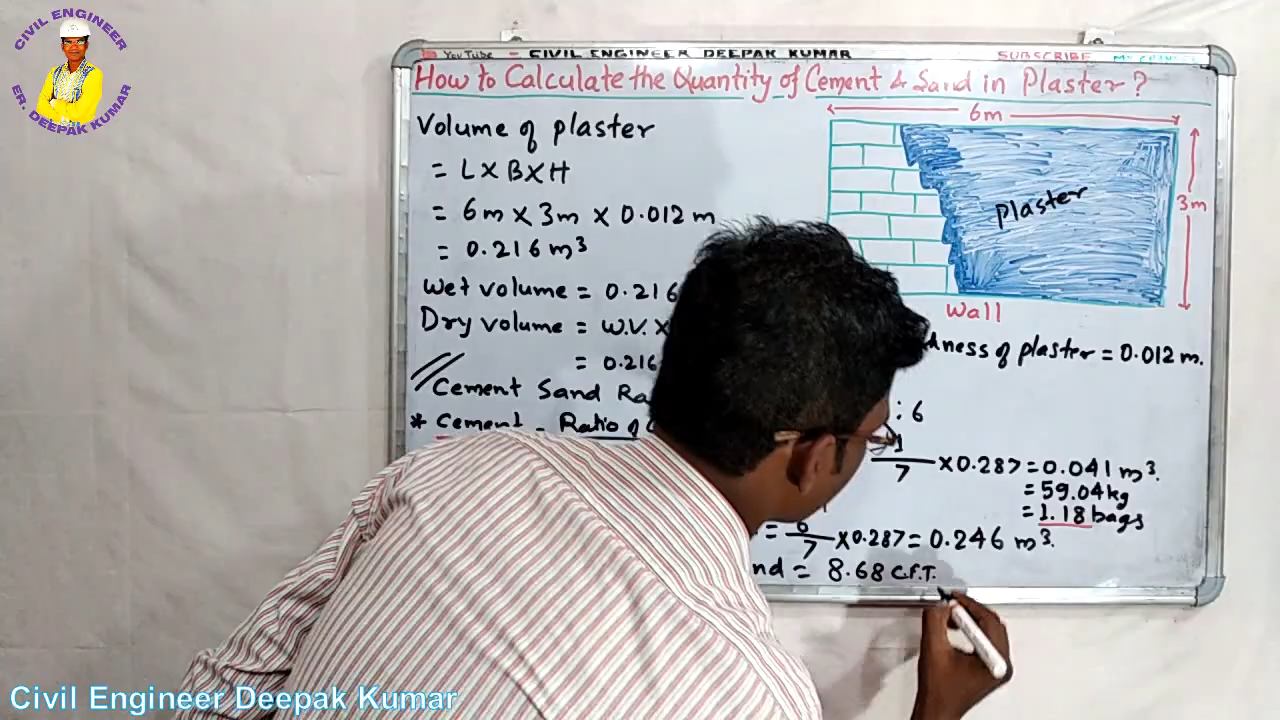 CIVIL ENGINEER
ER. DEEPAK KUMAR
YouTube - CIVIL ENGINEER DEEPAK KUMAR SUBSCRIBE
How to Calculate the Quantity of Cement & Sand in Plaster?
Volume of plaster
= L X B X H
= 6m X 3m X 0.012 m
= 0.216 m³
Wet volume = 0.216
Dry volume = W.V. X
= 0.216
Cement Sand Ra
* Cement - Ratio of
6m
3m
plaster
Wall
ness of plaster = 0.012 m.
: 6
1
/7 X 0.287 = 0.041 m³.
= 59.04 kg
= 1.18 bags
= 6/7 X 0.287 = 0.246 m³.
nd = 8.68 C.F.T.
Civil Engineer Deepak Kumar